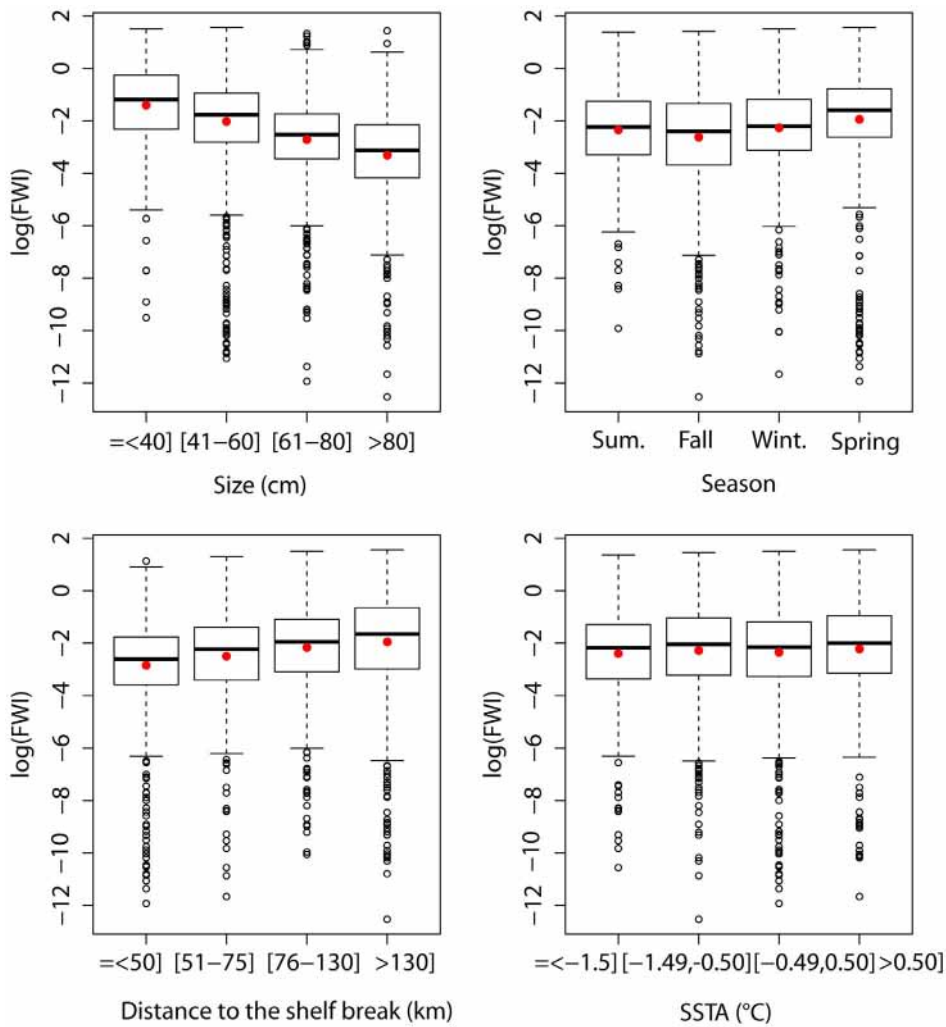 log(FWI)
2
0
−2
−4
−6
−8
−10
−12
=<40] [41−60] [61−80] >80]
Size (cm)
log(FWI)
2
0
−2
−4
−6
−8
−10
−12
Sum. Fall Wint. Spring
Season
log(FWI)
2
0
−2
−4
−6
−8
−10
−12
=<50] [51−75] [76−130] >130]
Distance to the shelf break (km)
log(FWI)
2
0
−2
−4
−6
−8
−10
−12
=<−1.5] [−1.49,−0.50] [−0.49,0.50] >0.50]
SSTA (°C)